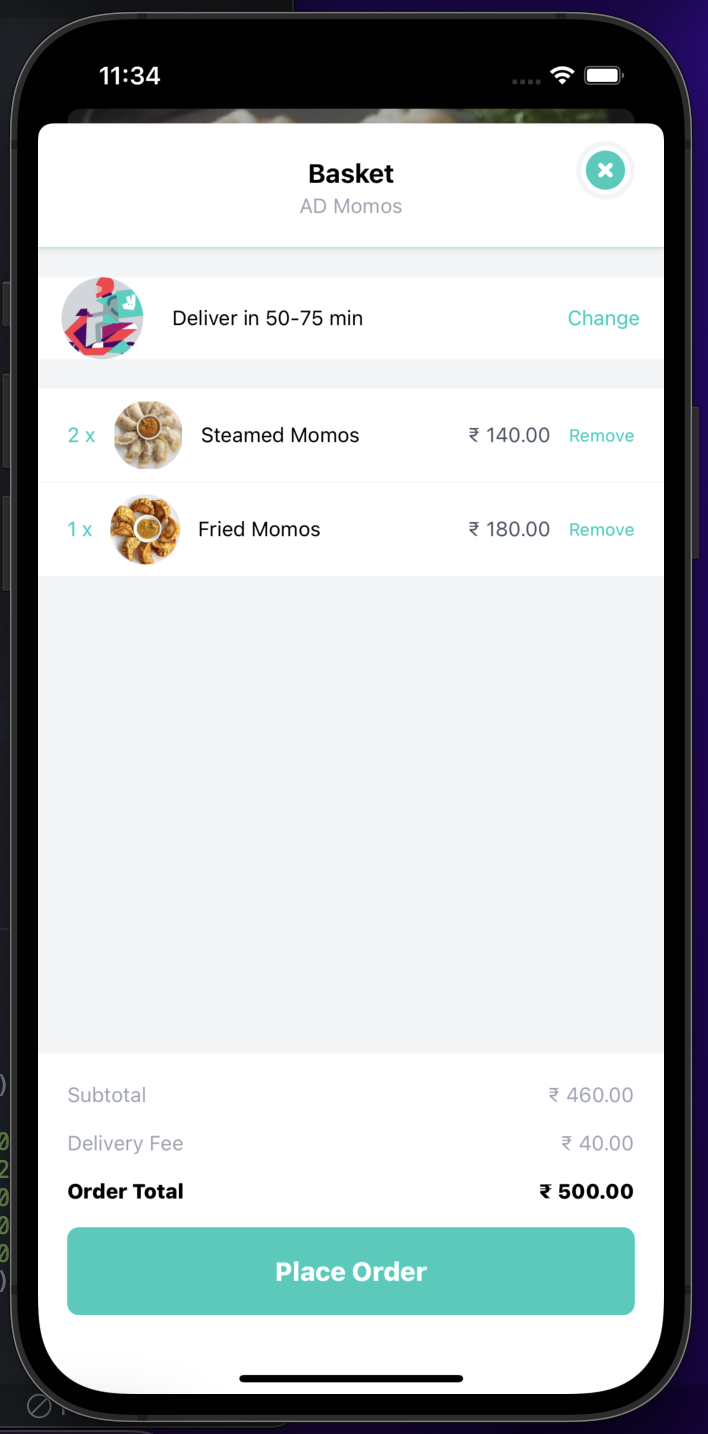 11:34
Basket
AD Momos
Deliver in 50-75 min Change
2 x Steamed Momos ₹ 140.00 Remove
1 x Fried Momos ₹ 180.00 Remove
Subtotal ₹ 460.00
Delivery Fee ₹ 40.00
Order Total ₹ 500.00
Place Order